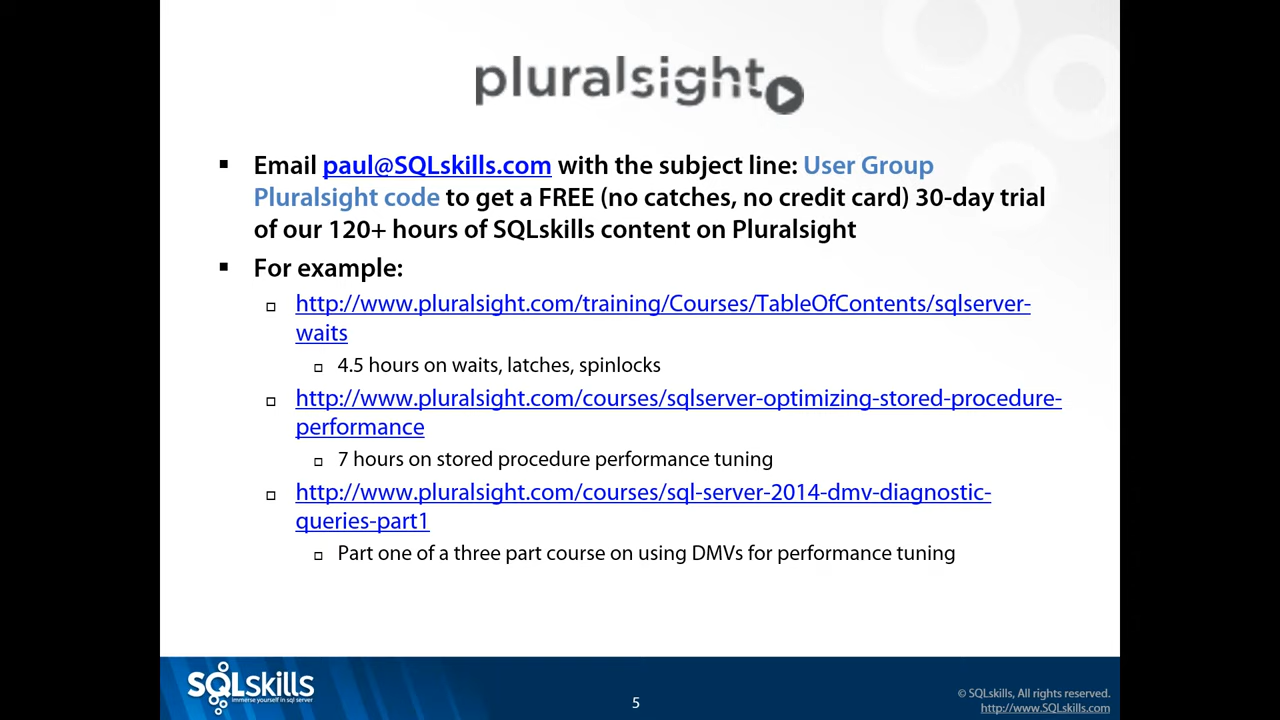 pluralsight
Email paul@SQLskills.com with the subject line: User Group
Pluralsight code to get a FREE (no catches, no credit card) 30-day trial
of our 120+ hours of SQLskills content on Pluralsight
For example:
http://www.pluralsight.com/training/Courses/TableOfContents/sqlserver-
waits
4.5 hours on waits, latches, spinlocks
http://www.pluralsight.com/courses/sqlserver-optimizing-stored-procedure-
performance
7 hours on stored procedure performance tuning
http://www.pluralsight.com/courses/sql-server-2014-dmv-diagnostic-
queries-part1
Part one of a three part course on using DMVs for performance tuning
SQLskills
immerse yourself in sql server
5
© SQLskills, All rights reserved.
http://www.SQLskills.com